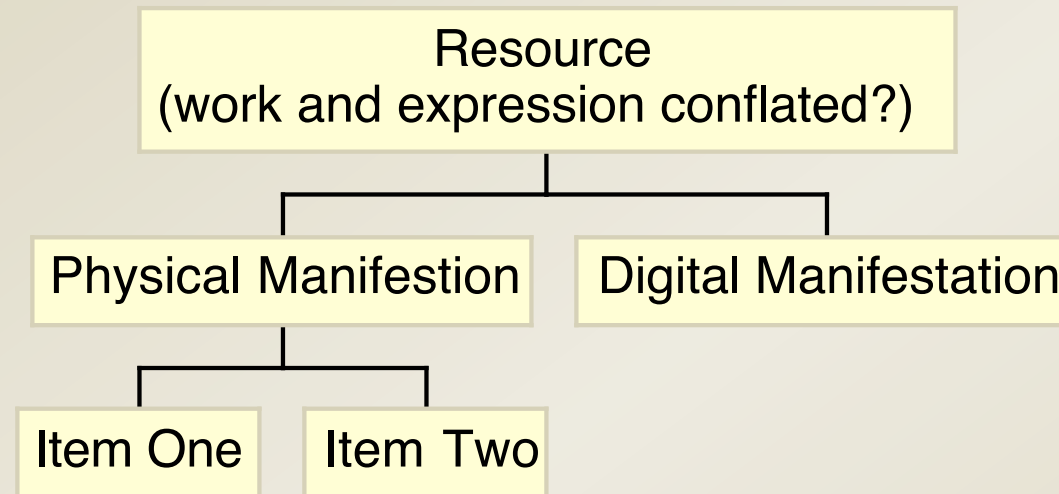 Resource
(work and expression conflated?)
Physical Manifestion
Digital Manifestation
Item One
Item Two